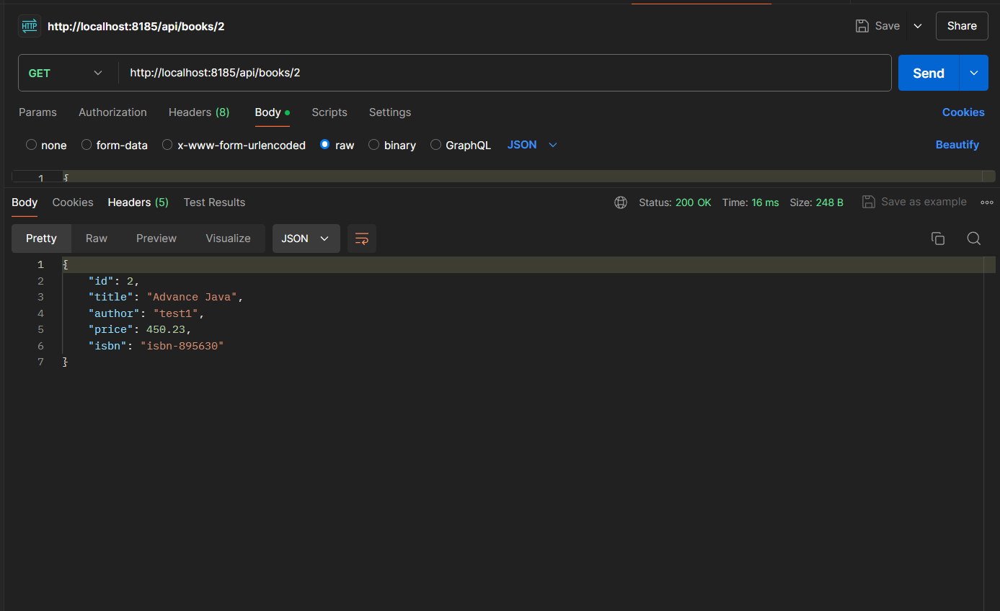 HTTP http://localhost:8185/api/books/2 Save Share
GET http://localhost:8185/api/books/2 Send
Params Authorization Headers (8) Body Scripts Settings Cookies
none form-data x-www-form-urlencoded raw binary GraphQL JSON Beautify
1 {
Body Cookies Headers (5) Test Results Status: 200 OK Time: 16 ms Size: 248 B Save as example
Pretty Raw Preview Visualize JSON
1 {
2 "id": 2,
3 "title": "Advance Java",
4 "author": "test1",
5 "price": 450.23,
6 "isbn": "isbn-895630"
7 }